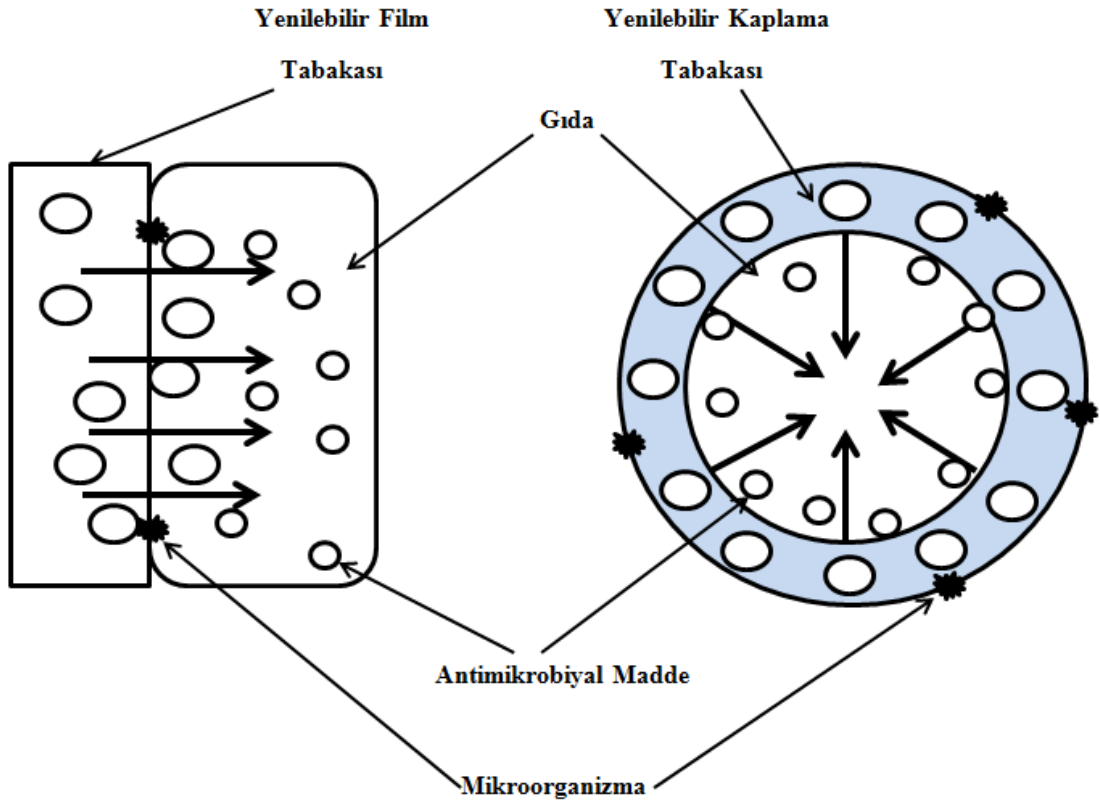 Yenilebilir Film
Tabakası
Yenilebilir Kaplama
Tabakası
Gıda
Antimikrobiyal Madde
Mikroorganizma